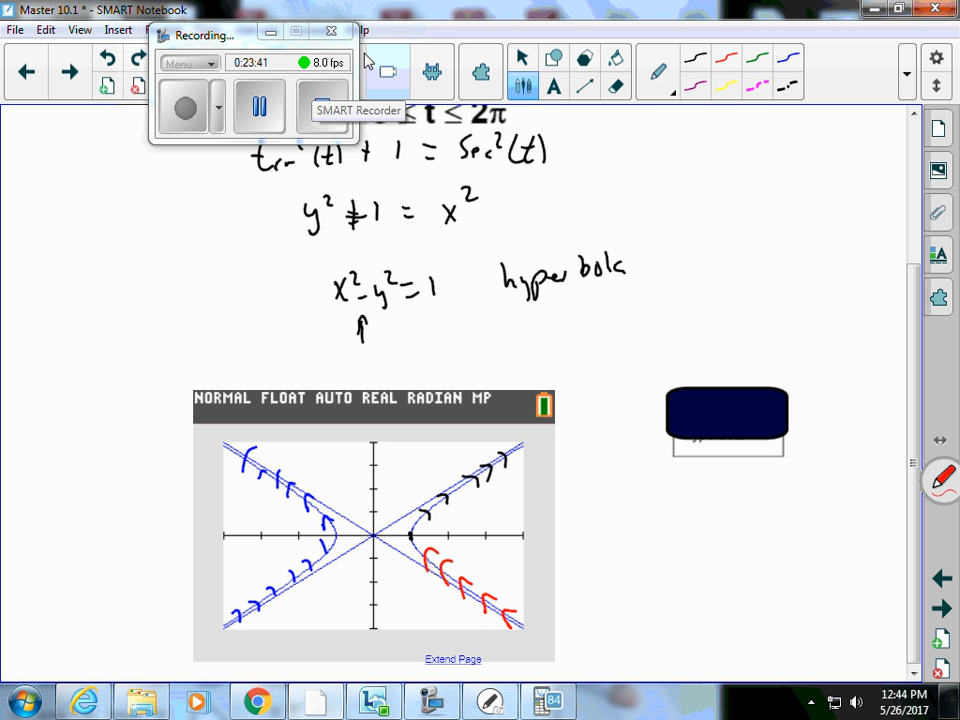 Master 10.1 * - SMART Notebook
File Edit View Insert lp
Recording...
Menu 0:23:41 8.0 fps
SMART Recorder
≤ t ≤ 2π
tan²(t) + 1 = Sec²(t)
y² + 1 = x²
x² - y² = 1 hyperbola
NORMAL FLOAT AUTO REAL RADIAN MP
Extend Page
84
12:44 PM
5/26/2017